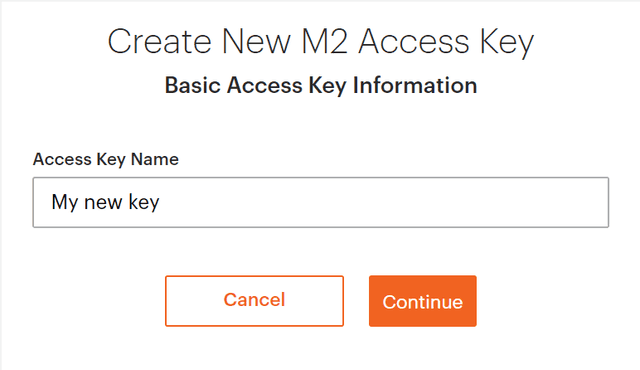 Create New M2 Access Key
Basic Access Key Information
Access Key Name
My new key
Cancel
Continue